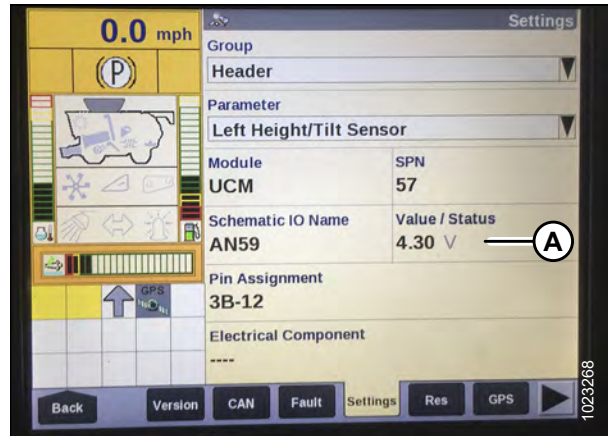 0.0 mph
(P)
GPS
Settings
Group
Header
Parameter
Left Height/Tilt Sensor
Module
UCM
SPN
57
Schematic IO Name
AN59
Value / Status
4.30 V
A
Pin Assignment
3B-12
Electrical Component
----
Back
Version
CAN
Fault
Settings
Res
GPS
1023268